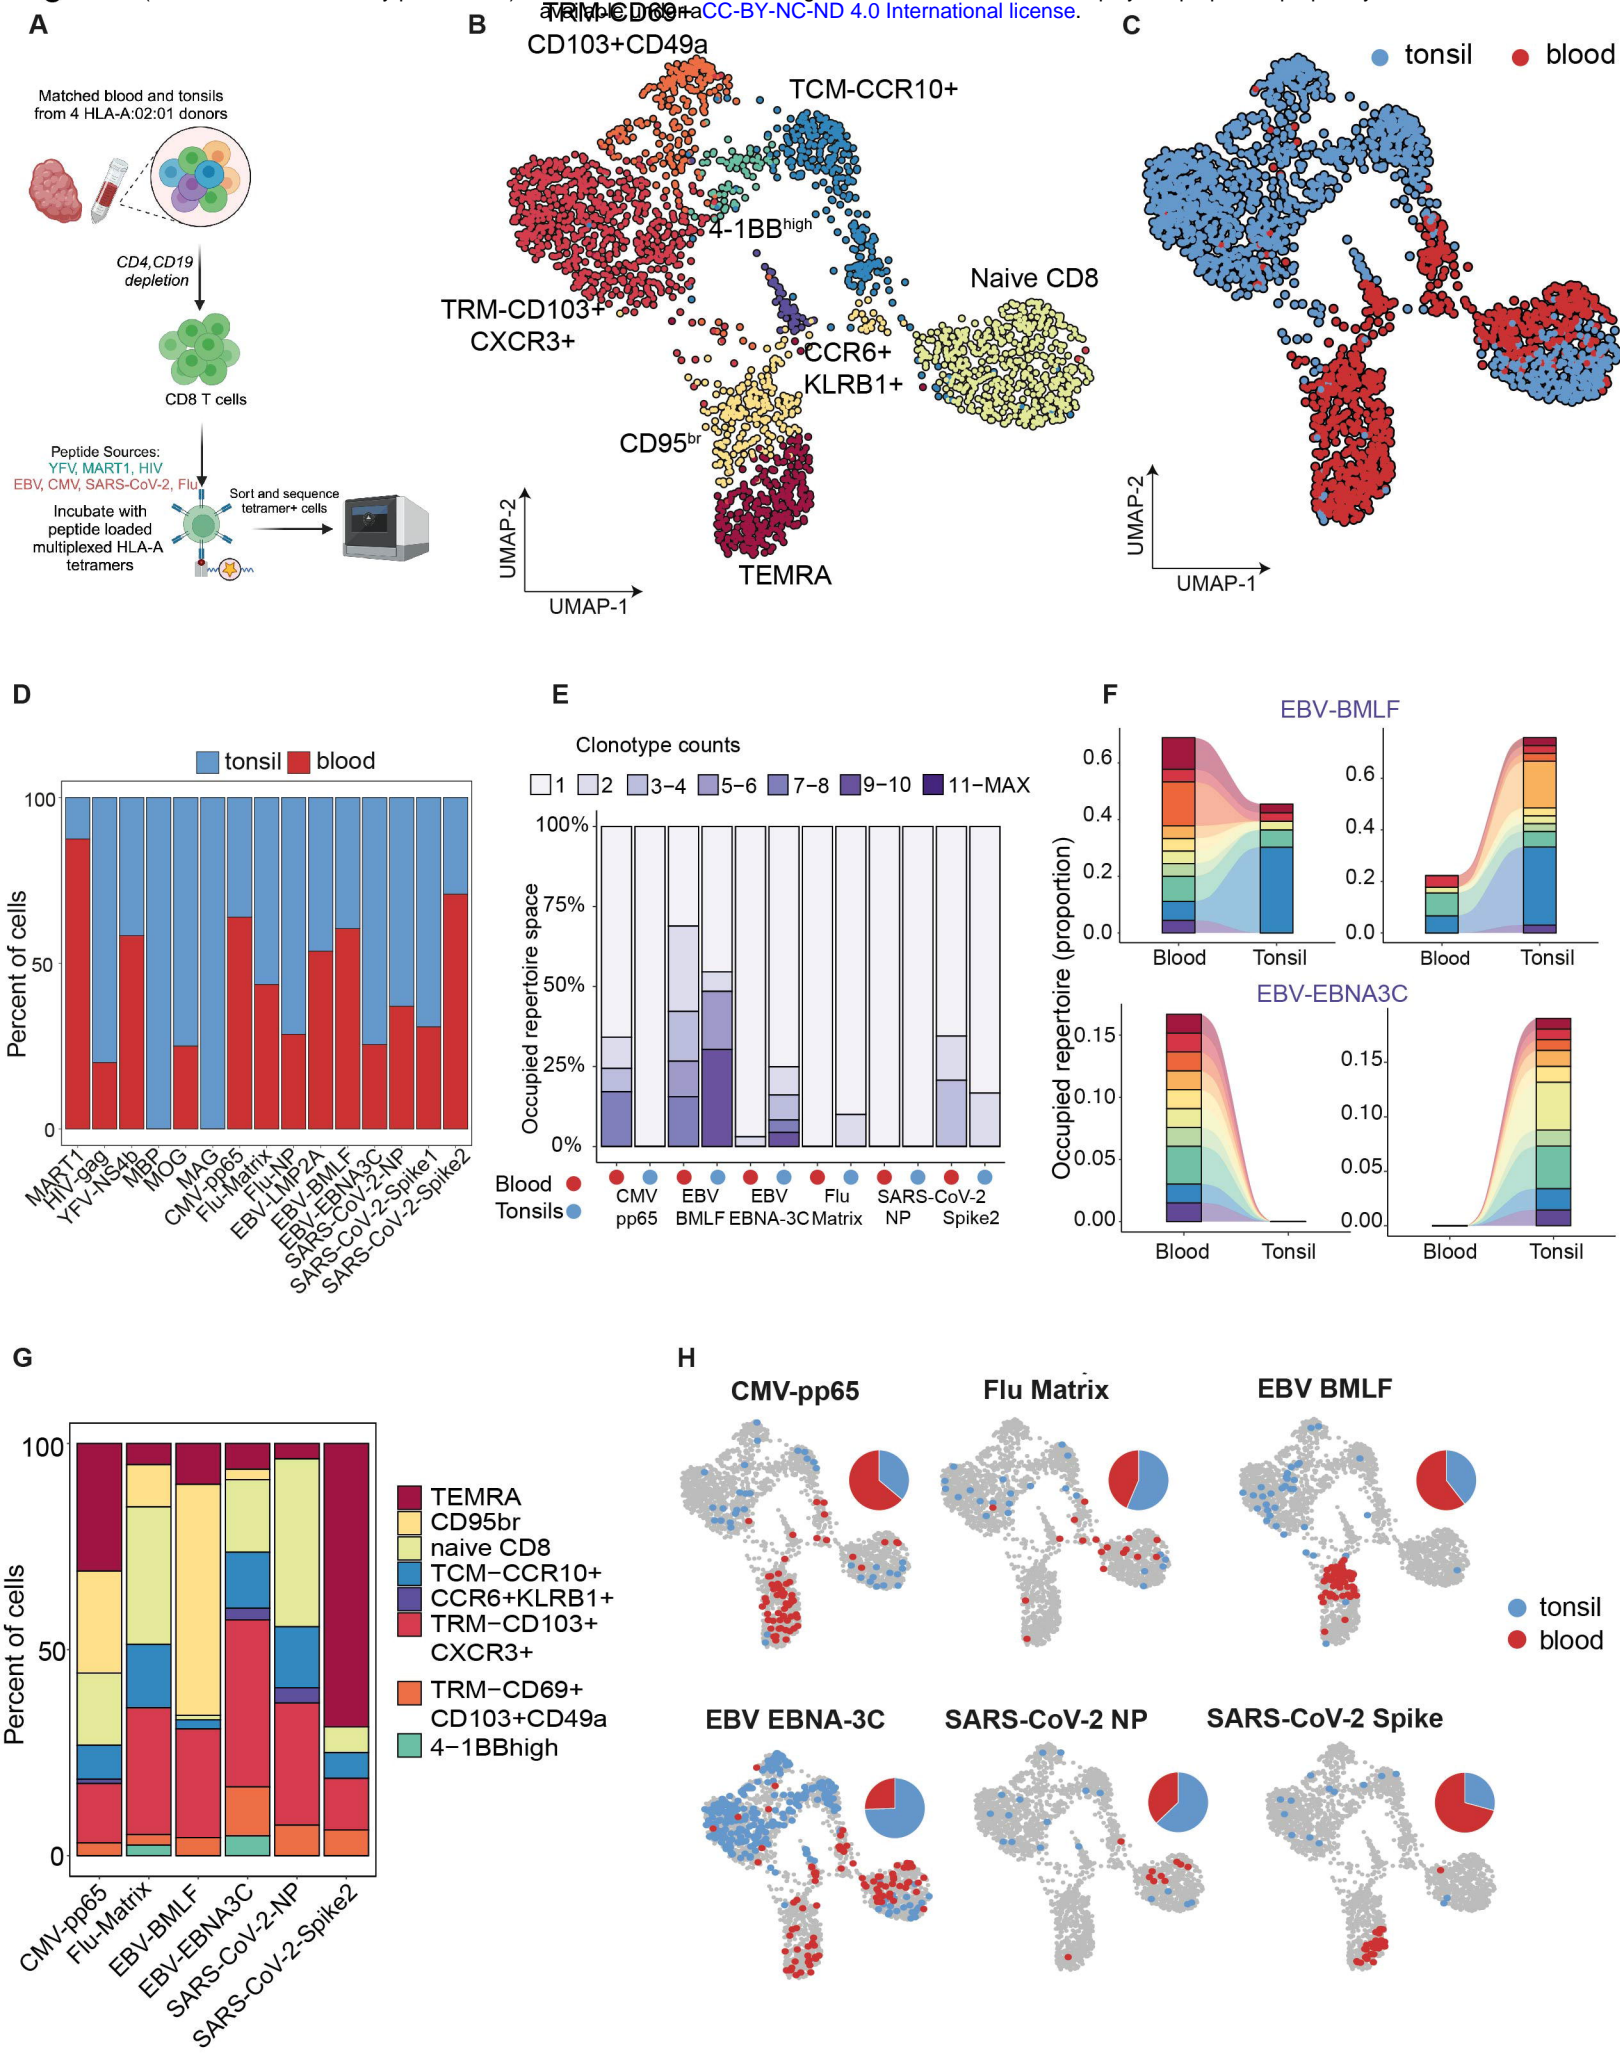 available under a CC-BY-NC-ND 4.0 International license.
A
Matched blood and tonsils
from 4 HLA-A:02:01 donors
CD4,CD19
depletion
CD8 T cells
Peptide Sources:
YFV, MART1, HIV
EBV, CMV, SARS-CoV-2, Flu
Incubate with
peptide loaded
multiplexed HLA-A
tetramers
Sort and sequence
tetramer+ cells
B
TRM-CD69+
CD103+CD49a
TCM-CCR10+
4-1BBhigh
Naive CD8
TRM-CD103+
CXCR3+
CCR6+
KLRB1+
CD95br
TEMRA
UMAP-2
UMAP-1
C
tonsil
blood
UMAP-2
UMAP-1
D
tonsil
blood
Percent of cells
100
50
0
MART1
HIV-gag
YFV-NS4b
MBP
MOG
MAG
CMV-pp65
Flu-Matrix
Flu-NP
EBV-LMP2A
EBV-BMLF
EBV-EBNA3C
SARS-CoV-2-NP
SARS-CoV-2-Spike1
SARS-CoV-2-Spike2
E
Clonotype counts
1
2
3−4
5−6
7−8
9−10
11−MAX
Occupied repertoire space
100%
75%
50%
25%
0%
Blood
Tonsils
CMV
pp65
EBV
BMLF
EBV
EBNA-3C
Flu
Matrix
SARS-CoV-2
NP
Spike2
F
EBV-BMLF
Occupied repertoire (proportion)
0.6
0.4
0.2
0.0
Blood
Tonsil
0.6
0.4
0.2
0.0
Blood
Tonsil
EBV-EBNA3C
0.15
0.10
0.05
0.00
Blood
Tonsil
0.15
0.10
0.05
0.00
Blood
Tonsil
G
Percent of cells
100
50
0
CMV-pp65
Flu-Matrix
EBV-BMLF
EBV-EBNA3C
SARS-CoV-2-NP
SARS-CoV-2-Spike2
TEMRA
CD95br
naive CD8
TCM−CCR10+
CCR6+KLRB1+
TRM−CD103+
CXCR3+
TRM−CD69+
CD103+CD49a
4−1BBhigh
H
CMV-pp65
Flu Matrix
EBV BMLF
tonsil
blood
EBV EBNA-3C
SARS-CoV-2 NP
SARS-CoV-2 Spike